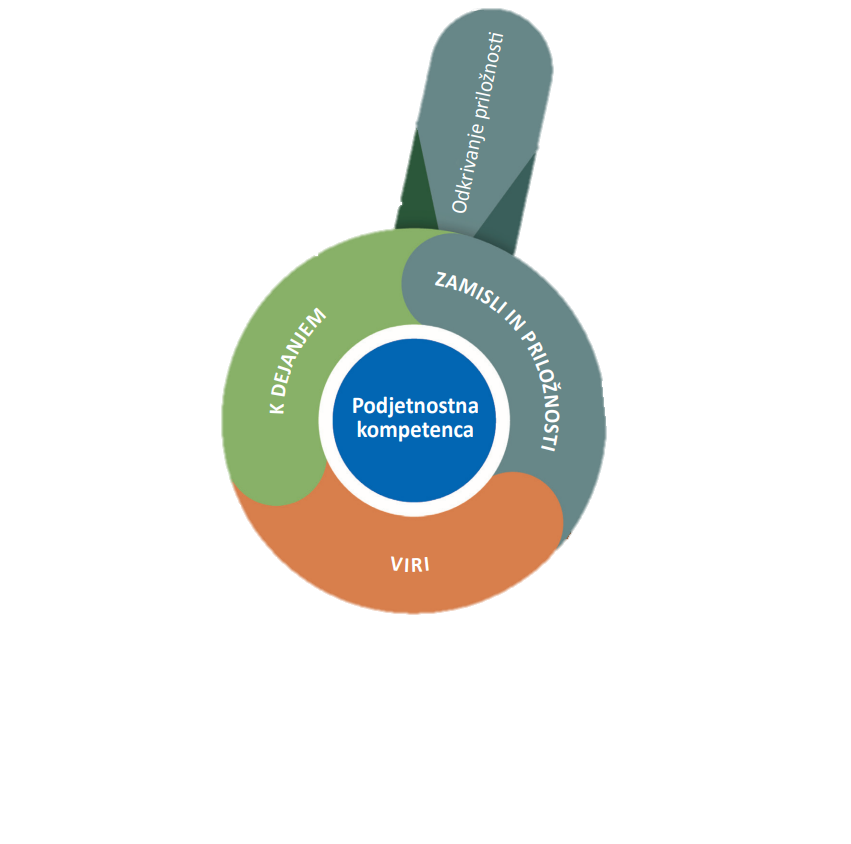 Odkrivanje priložnosti
ZAMISLI IN PRILOŽNOSTI
K DEJANJEM
Podjetnostna
kompetenca
VIRI